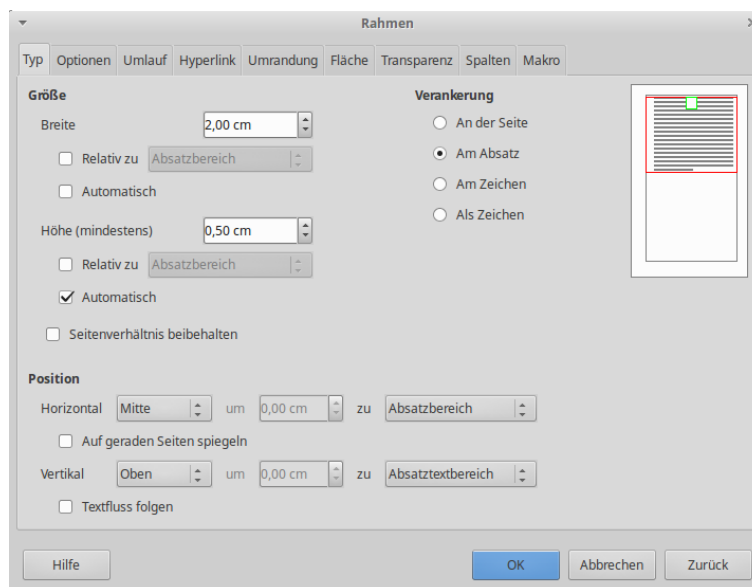 Rahmen
Typ Optionen Umlauf Hyperlink Umrandung Fläche Transparenz Spalten Makro
Größe
Breite 2,00 cm
Relativ zu Absatzbereich
Automatisch
Höhe (mindestens) 0,50 cm
Relativ zu Absatzbereich
Automatisch
Seitenverhältnis beibehalten
Verankerung
An der Seite
Am Absatz
Am Zeichen
Als Zeichen
Position
Horizontal Mitte um 0,00 cm zu Absatzbereich
Auf geraden Seiten spiegeln
Vertikal Oben um 0,00 cm zu Absatztextbereich
Textfluss folgen
Hilfe OK Abbrechen Zurück